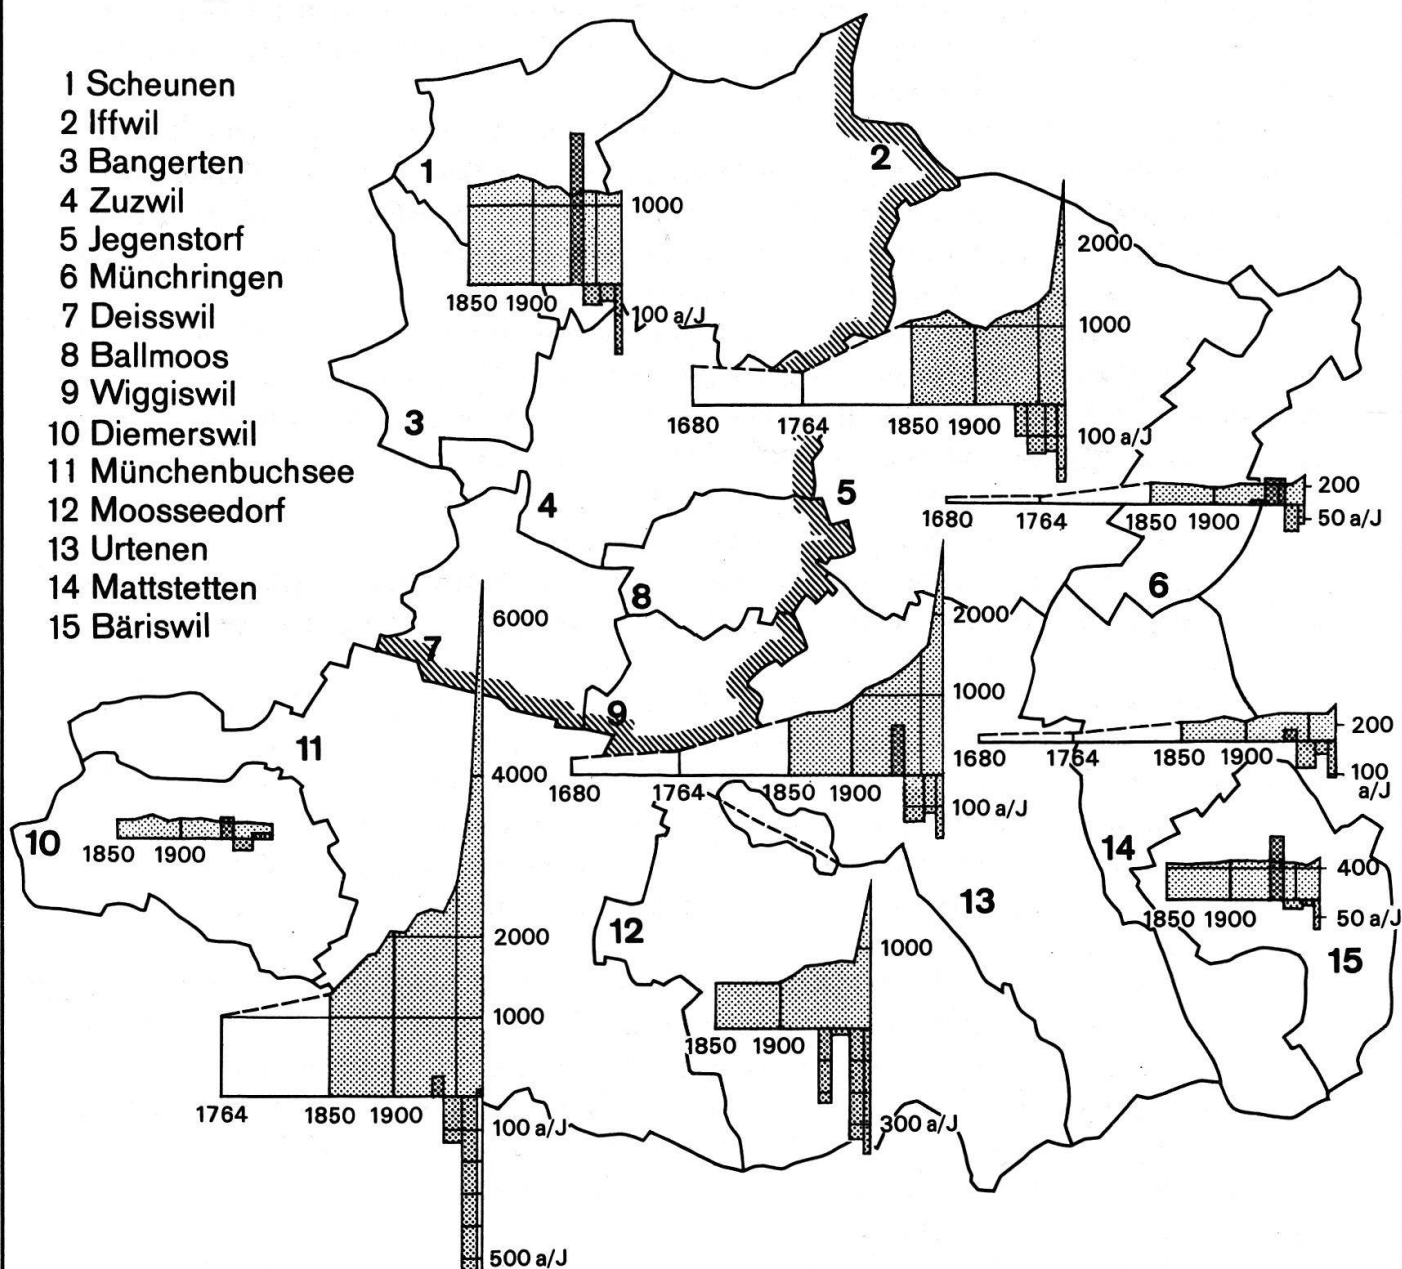 1 Scheunen
2 Iffwil
3 Bangerten
4 Zuzwil
5 Jegenstorf
6 Münchringen
7 Deisswil
8 Ballmoos
9 Wiggiswil
10 Diemerswil
11 Münchenbuchsee
12 Moosseedorf
13 Urtenen
14 Mattstetten
15 Bäriswil
1
1000
1850 1900
100 a/J
2
2000
1000
1680 1764 1850 1900
100 a/J
3
4
5
200
1680 1764 1850 1900
50 a/J
6
7
8
9
2000
1000
1680 1764 1850 1900
100 a/J
200
1680 1764 1850 1900
100
a/J
10
1850 1900
11
6000
4000
2000
1000
1764 1850 1900
100 a/J
500 a/J
12
1000
1850 1900
300 a/J
13
14
400
1850 1900
50 a/J
15